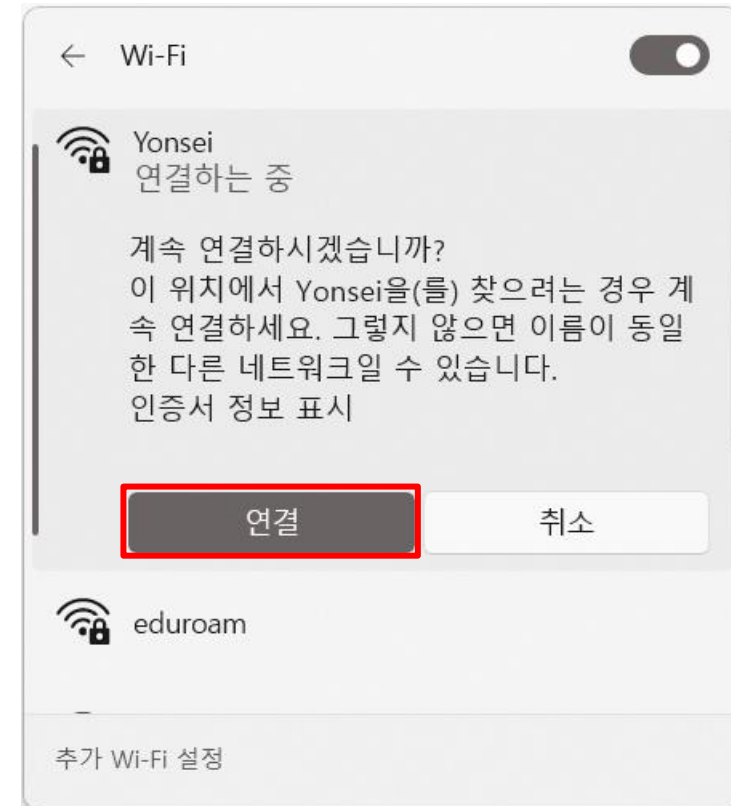 Wi-Fi
Yonsei
연결하는 중
계속 연결하시겠습니까?
이 위치에서 Yonsei을(를) 찾으려는 경우 계
속 연결하세요. 그렇지 않으면 이름이 동일
한 다른 네트워크일 수 있습니다.
인증서 정보 표시
연결 취소
eduroam
추가 Wi-Fi 설정